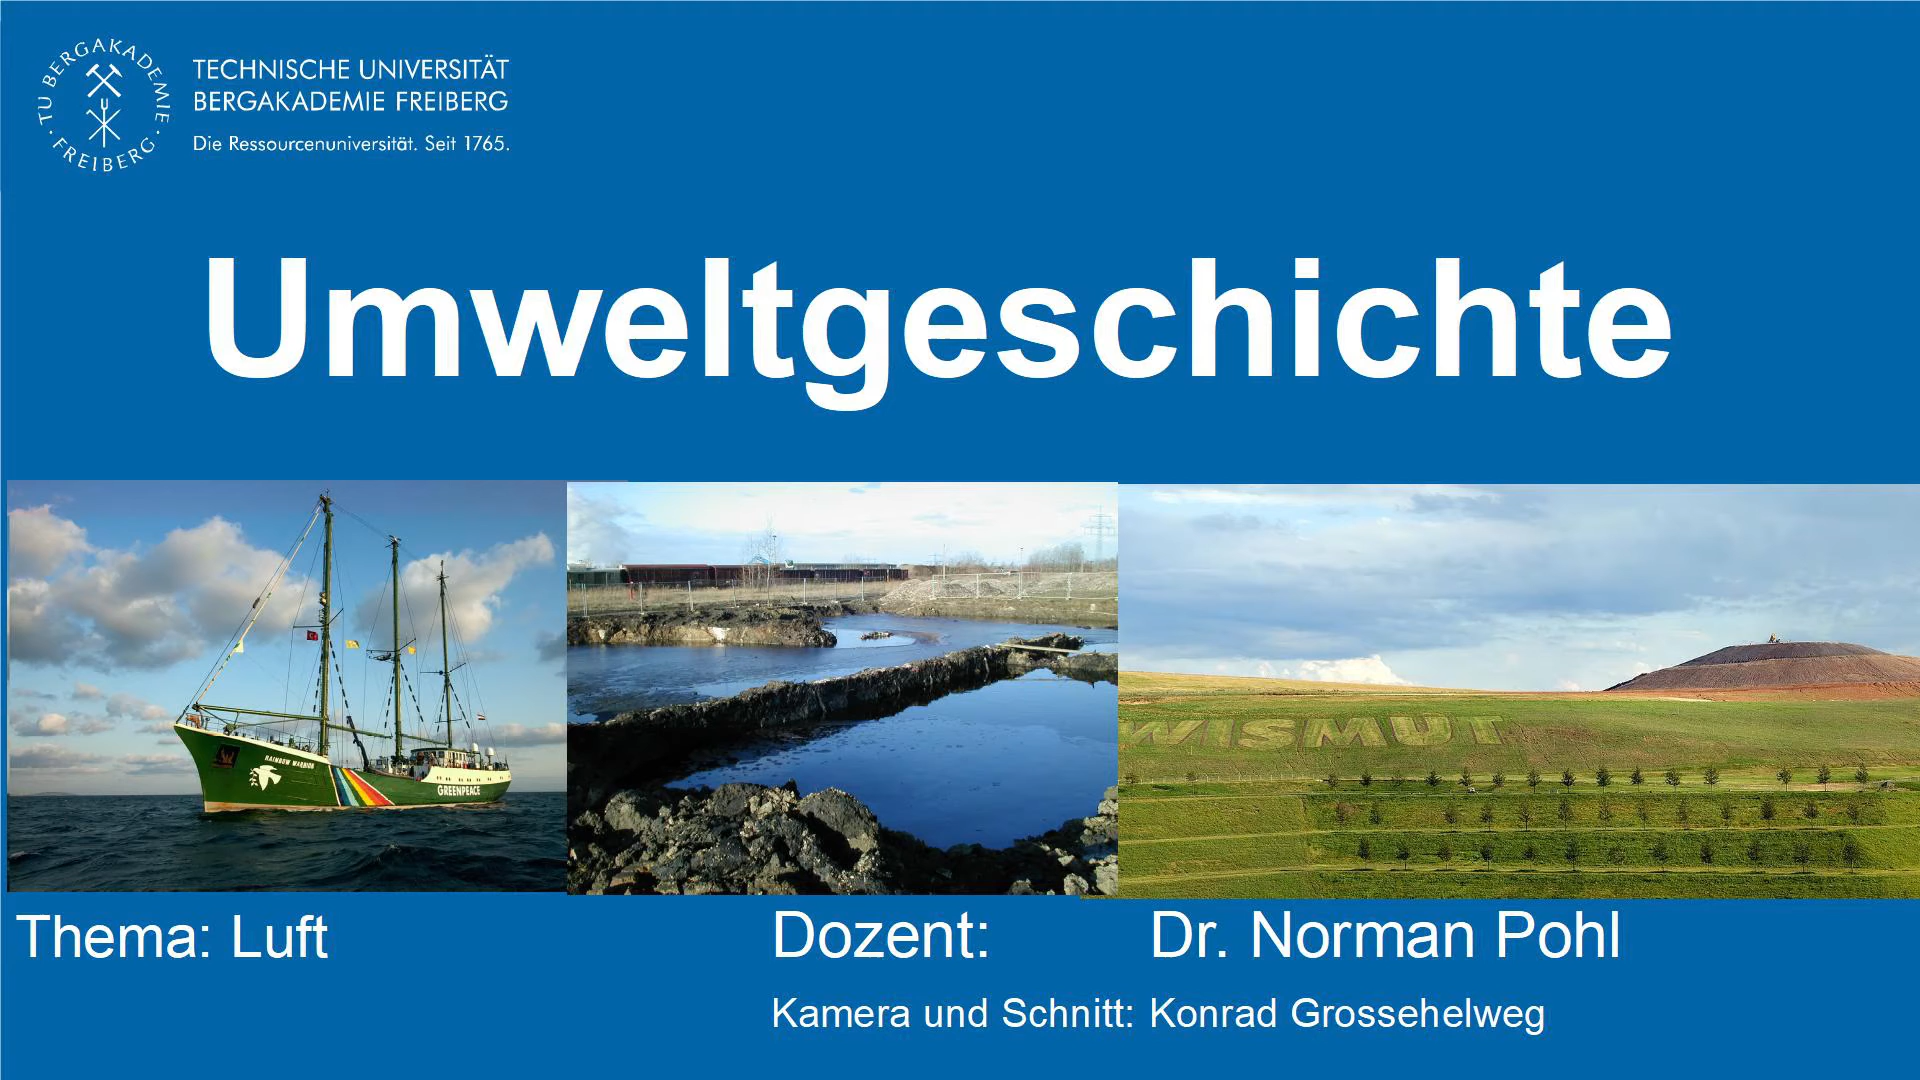 TU BERGAKADEMIE
· FREIBERG ·
TECHNISCHE UNIVERSITÄT
BERGAKADEMIE FREIBERG
Die Ressourcenuniversität. Seit 1765.
Umweltgeschichte
RAINBOW WARRIOR
GREENPEACE
WISMUT
Thema: Luft
Dozent: Dr. Norman Pohl
Kamera und Schnitt: Konrad Grossehelweg